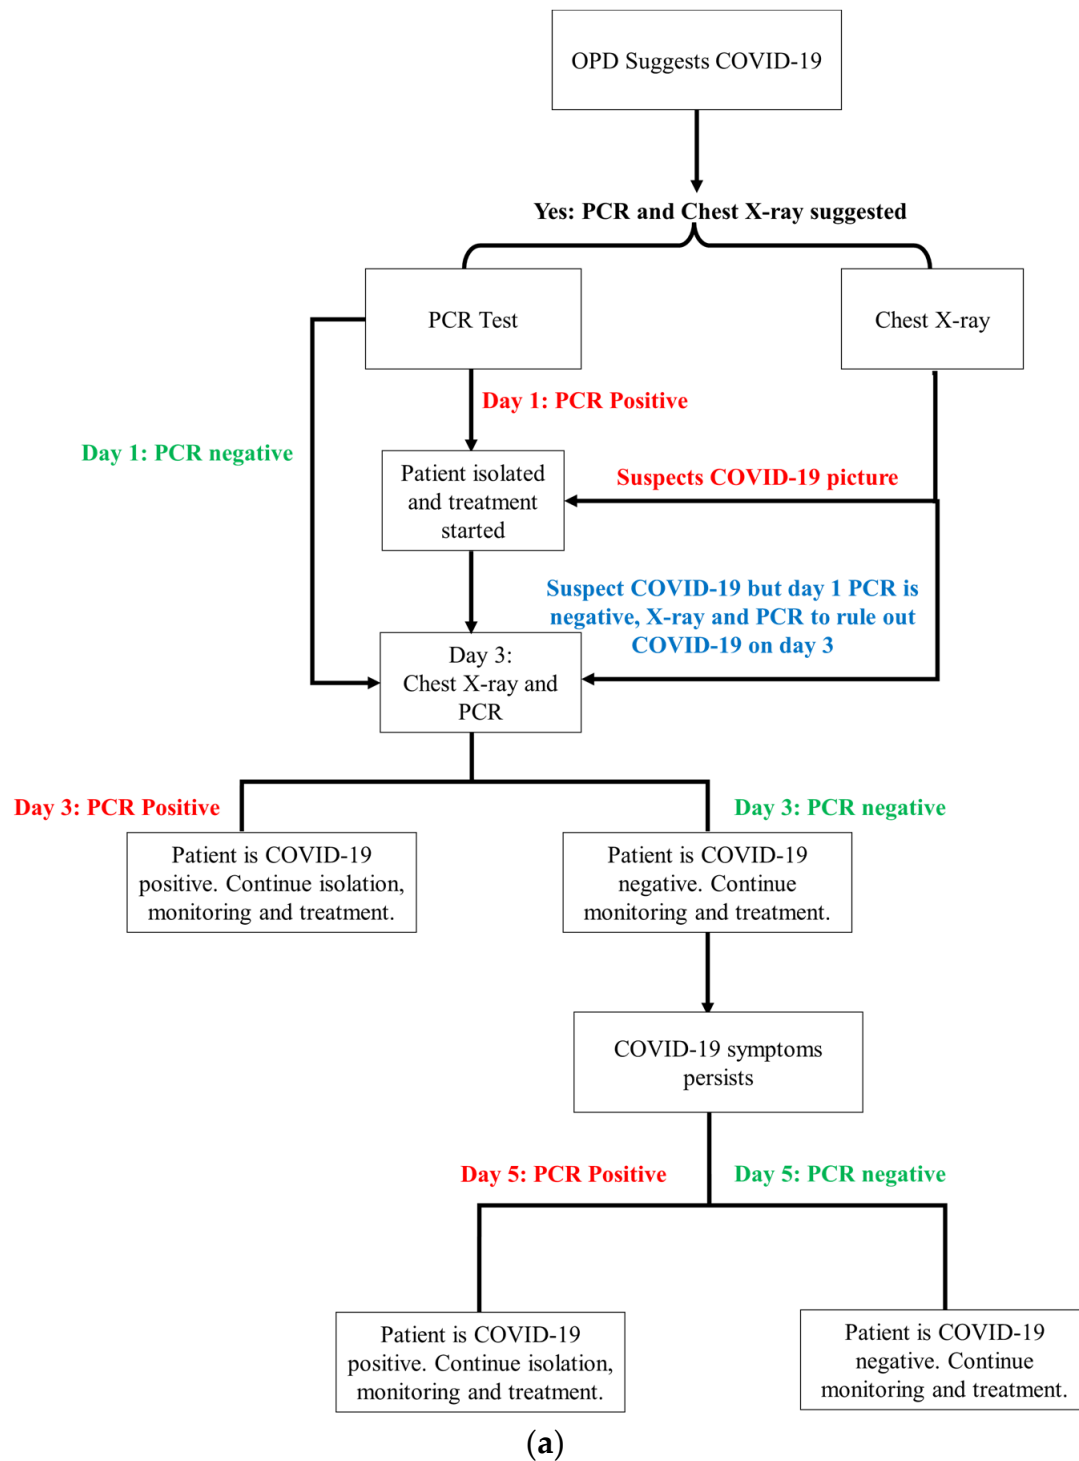 OPD Suggests COVID-19
Yes: PCR and Chest X-ray suggested
PCR Test
Chest X-ray
Day 1: PCR Positive
Day 1: PCR negative
Patient isolated
and treatment
started
Suspects COVID-19 picture
Suspect COVID-19 but day 1 PCR is
negative, X-ray and PCR to rule out
COVID-19 on day 3
Day 3:
Chest X-ray and
PCR
Day 3: PCR Positive
Day 3: PCR negative
Patient is COVID-19
positive. Continue isolation,
monitoring and treatment.
Patient is COVID-19
negative. Continue
monitoring and treatment.
COVID-19 symptoms
persists
Day 5: PCR Positive
Day 5: PCR negative
Patient is COVID-19
positive. Continue isolation,
monitoring and treatment.
Patient is COVID-19
negative. Continue
monitoring and treatment.
(a)